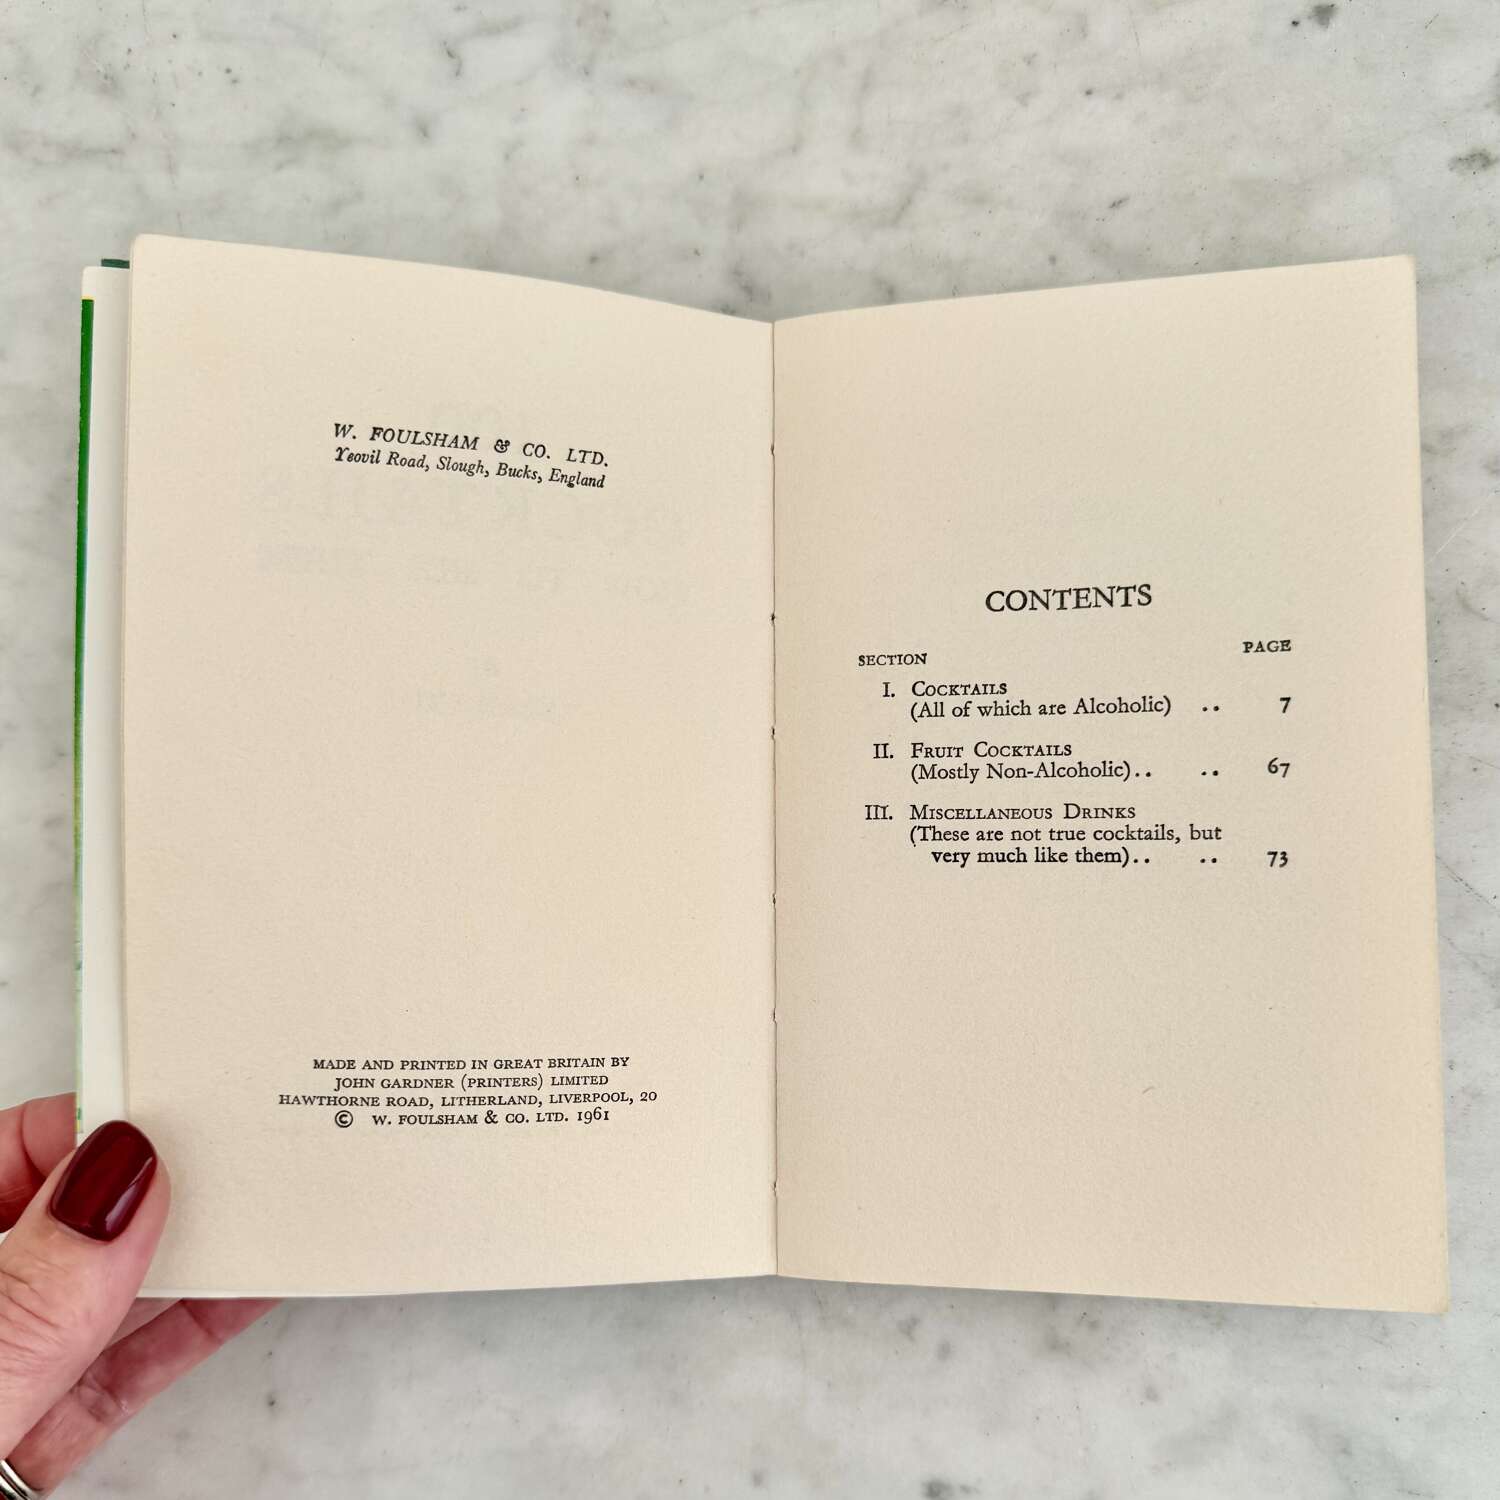 W. FOULSHAM & CO. LTD.
Yeovil Road, Slough, Bucks, England
MADE AND PRINTED IN GREAT BRITAIN BY
JOHN GARDNER (PRINTERS) LIMITED
HAWTHORNE ROAD, LITHERLAND, LIVERPOOL, 20
© W. FOULSHAM & CO. LTD. 1961
CONTENTS
SECTION PAGE
I. COCKTAILS
(All of which are Alcoholic) .. 7
II. FRUIT COCKTAILS
(Mostly Non-Alcoholic) .. .. 67
III. MISCELLANEOUS DRINKS
(These are not true cocktails, but
very much like them) .. .. 73